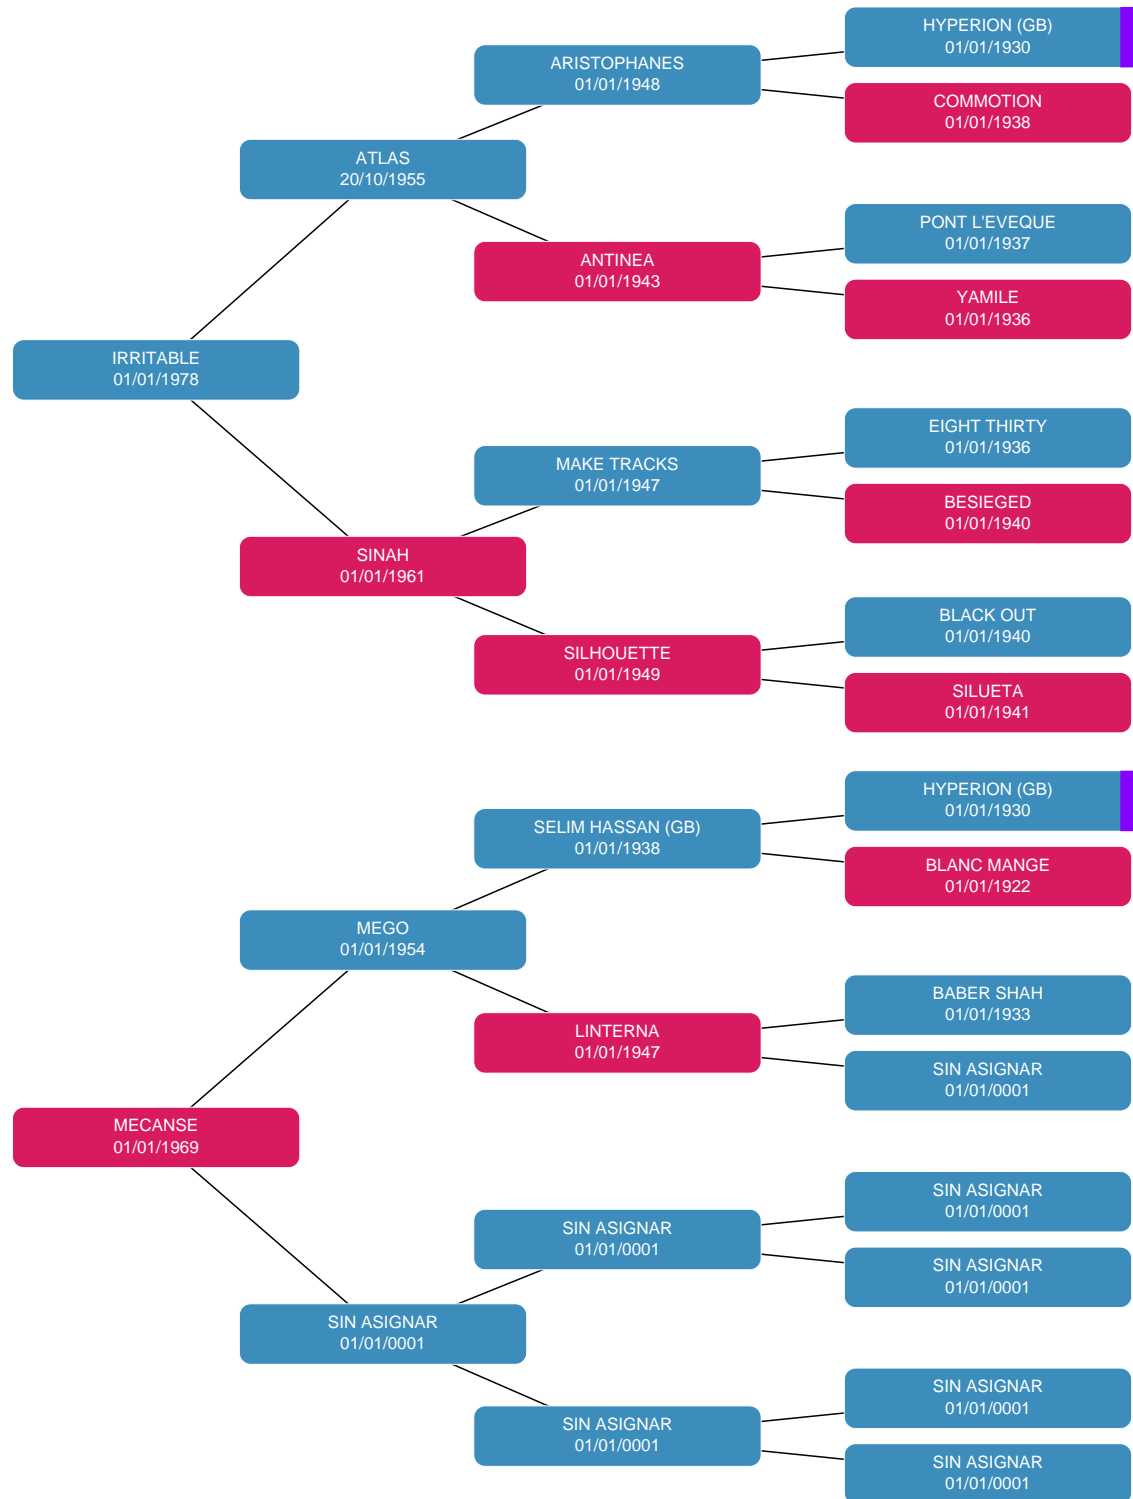 HYPERION (GB)
01/01/1930
ARISTOPHANES
01/01/1948
COMMOTION
01/01/1938
ATLAS
20/10/1955
PONT L'EVEQUE
01/01/1937
ANTINEA
01/01/1943
YAMILE
01/01/1936
IRRITABLE
01/01/1978
EIGHT THIRTY
01/01/1936
MAKE TRACKS
01/01/1947
BESIEGED
01/01/1940
SINAH
01/01/1961
BLACK OUT
01/01/1940
SILHOUETTE
01/01/1949
SILUETA
01/01/1941
HYPERION (GB)
01/01/1930
SELIM HASSAN (GB)
01/01/1938
BLANC MANGE
01/01/1922
MEGO
01/01/1954
BABER SHAH
01/01/1933
LINTERNA
01/01/1947
SIN ASIGNAR
01/01/0001
MECANSE
01/01/1969
SIN ASIGNAR
01/01/0001
SIN ASIGNAR
01/01/0001
SIN ASIGNAR
01/01/0001
SIN ASIGNAR
01/01/0001
SIN ASIGNAR
01/01/0001
SIN ASIGNAR
01/01/0001
SIN ASIGNAR
01/01/0001